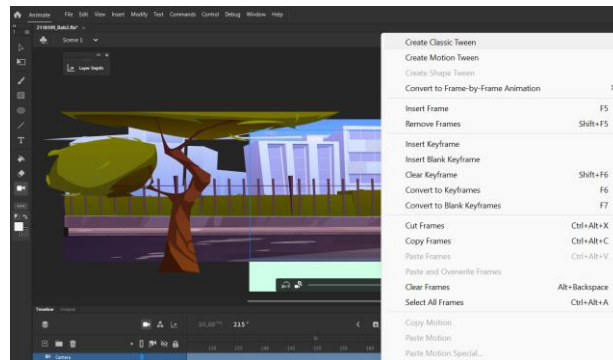 Animate File Edit View Insert Modify Text Commands Control Debug Window Help
Scene 1
Layer Depth
Create Classic Tween
Create Motion Tween
Create Shape Tween
Convert to Frame-by-Frame Animation
Insert Frame F5
Remove Frames Shift+F5
Insert Keyframe
Insert Blank Keyframe
Clear Keyframe Shift+F6
Convert to Keyframes F6
Convert to Blank Keyframes F7
Cut Frames Ctrl+Alt+X
Copy Frames Ctrl+Alt+C
Paste Frames Ctrl+Alt+V
Paste and Overwrite Frames
Clear Frames Alt+Backspace
Select All Frames Ctrl+Alt+A
Copy Motion
Paste Motion
Paste Motion Special...
Timeline Output
215
Camera